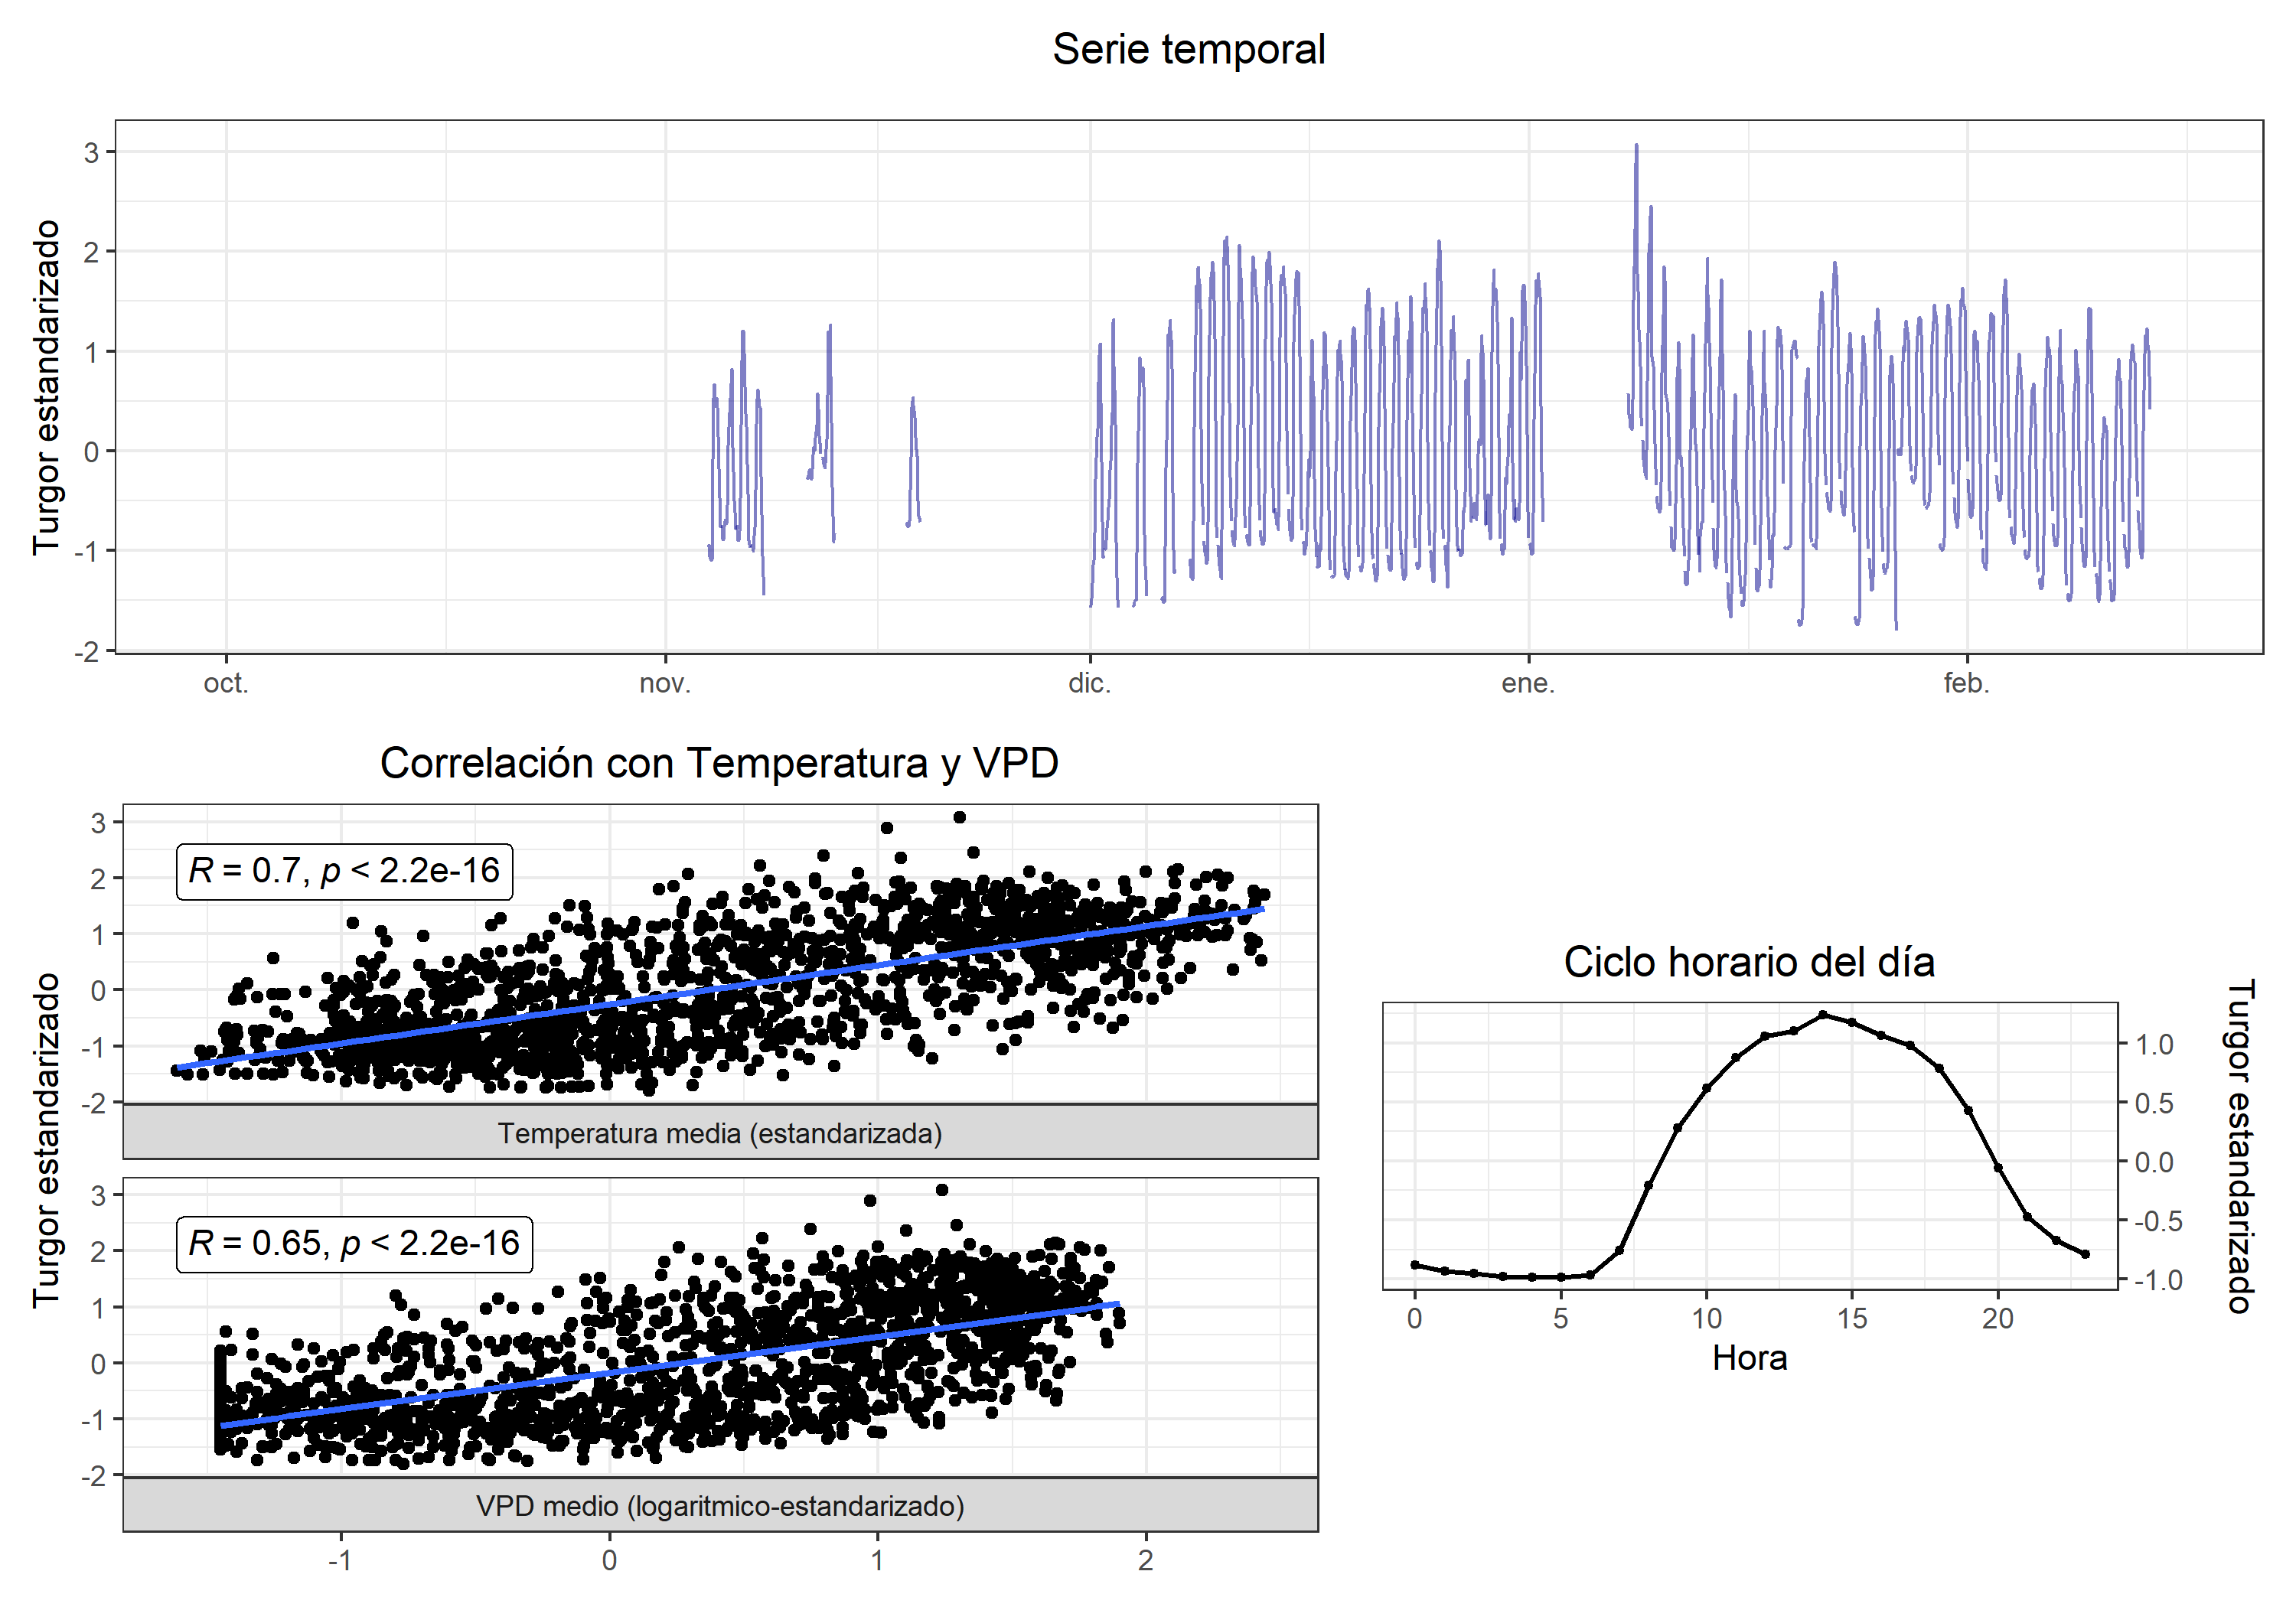 Serie temporal
Turgor estandarizado
3
2
1
0
-1
-2
oct.
nov.
dic.
ene.
feb.
Correlación con Temperatura y VPD
Turgor estandarizado
3
2
1
0
-1
-2
R = 0.7, p < 2.2e-16
Temperatura media (estandarizada)
3
2
1
0
-1
-2
R = 0.65, p < 2.2e-16
VPD medio (logaritmico-estandarizado)
-1
0
1
2
Ciclo horario del día
1.0
0.5
0.0
-0.5
-1.0
Turgor estandarizado
0
5
10
15
20
Hora